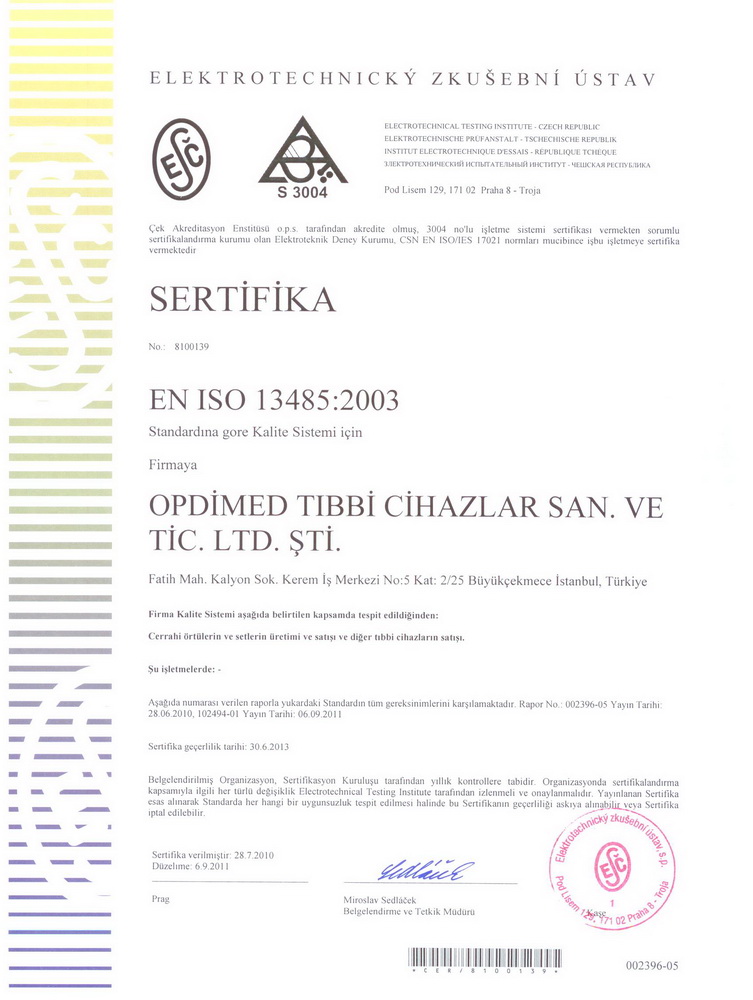 ELEKTROTECHNICKÝ ZKUŠEBNÍ ÚSTAV
ESČ
S 3004
ELECTROTECHNICAL TESTING INSTITUTE - CZECH REPUBLIC
ELEKTROTECHNISCHE PRÜFANSTALT - TSCHECHISCHE REPUBLIK
INSTITUT ELECTROTECHNIQUE D'ESSAIS - RÉPUBLIQUE TCHEQUE
ЭЛЕКТРОТЕХНИЧЕСКИЙ ИСПЫТАТЕЛЬНЫЙ ИНСТИТУТ - ЧЕШСКАЯ РЕСПУБЛИКА
Pod Lisem 129, 171 02 Praha 8 - Troja
Çek Akreditasyon Enstitüsü o.p.s. tarafından akredite olmuş, 3004 no'lu işletme sistemi sertifikası vermekten sorumlu
sertifikalandırma kurumu olan Elektroteknik Deney Kurumu, CSN EN ISO/IES 17021 normları mucibince işbu işletmeye sertifika
vermektedir
SERTİFİKA
No.: 8100139
EN ISO 13485:2003
Standardına gore Kalite Sistemi için
Firmaya
OPDİMED TIBBİ CİHAZLAR SAN. VE
TİC. LTD. ŞTİ.
Fatih Mah. Kalyon Sok. Kerem İş Merkezi No:5 Kat: 2/25 Büyükçekmece İstanbul, Türkiye
Firma Kalite Sistemi aşağıda belirtilen kapsamda tespit edildiğinden:
Cerrahi örtülerin ve setlerin üretimi ve satışı ve diğer tıbbi cihazların satışı.
Şu işletmelerde: -
Aşağıda numarası verilen raporla yukardaki Standardın tüm gereksinimlerini karşılamaktadır. Rapor No.: 002396-05 Yayın Tarihi:
28.06.2010, 102494-01 Yayın Tarihi: 06.09.2011
Sertifika geçerlilik tarihi: 30.6.2013
Belgelendirilmiş Organizasyon, Sertifikasyon Kuruluşu tarafından yıllık kontrollere tabidir. Organizasyonda sertifikalandırma
kapsamıyla ilgili her türlü değişiklik Electrotechnical Testing Institute tarafından izlenmeli ve onaylanmalıdır. Yayınlanan Sertifika
esas alınarak Standarda her hangi bir uygunsuzluk tespit edilmesi halinde bu Sertifikanın geçerliliği askıya alınabilir veya Sertifika
iptal edilebilir.
Sertifika verilmiştir: 28.7.2010
Düzelime: 6.9.2011
Sedláček
Prag
Miroslav Sedláček
Belgelendirme ve Tetkik Müdürü
Elektrotechnický zkušební ústav, s.p.
ESČ
1
Pod Lisem 129, 171 02 Praha 8 - Troja
Kaşe
*CER/8100139*
002396-05